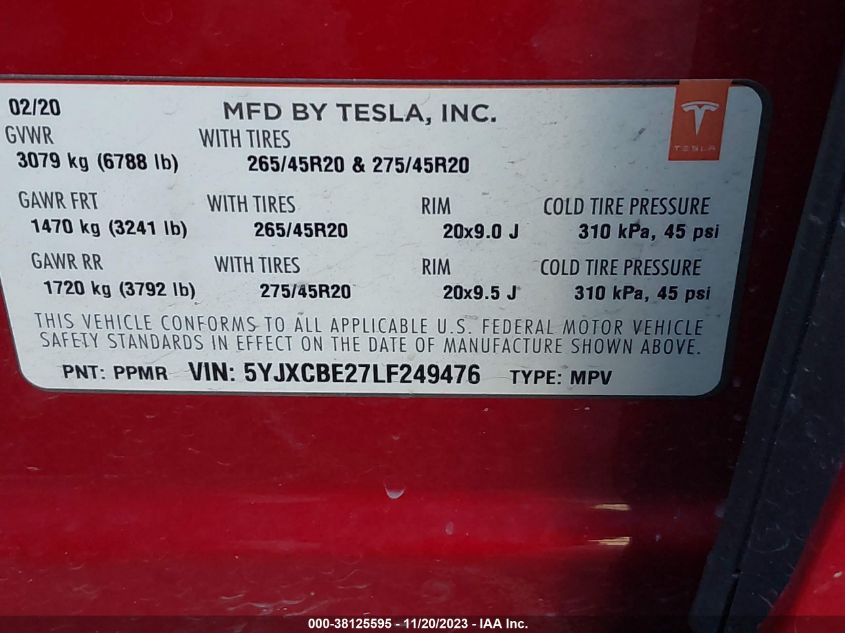 02/20 MFD BY TESLA, INC.
TESLA
GVWR WITH TIRES
3079 kg (6788 lb) 265/45R20 & 275/45R20
GAWR FRT WITH TIRES RIM COLD TIRE PRESSURE
1470 kg (3241 lb) 265/45R20 20x9.0 J 310 kPa, 45 psi
GAWR RR WITH TIRES RIM COLD TIRE PRESSURE
1720 kg (3792 lb) 275/45R20 20x9.5 J 310 kPa, 45 psi
THIS VEHICLE CONFORMS TO ALL APPLICABLE U.S. FEDERAL MOTOR VEHICLE
SAFETY STANDARDS IN EFFECT ON THE DATE OF MANUFACTURE SHOWN ABOVE.
PNT: PPMR VIN: 5YJXCBE27LF249476 TYPE: MPV
000-38125595 - 11/20/2023 - IAA Inc.